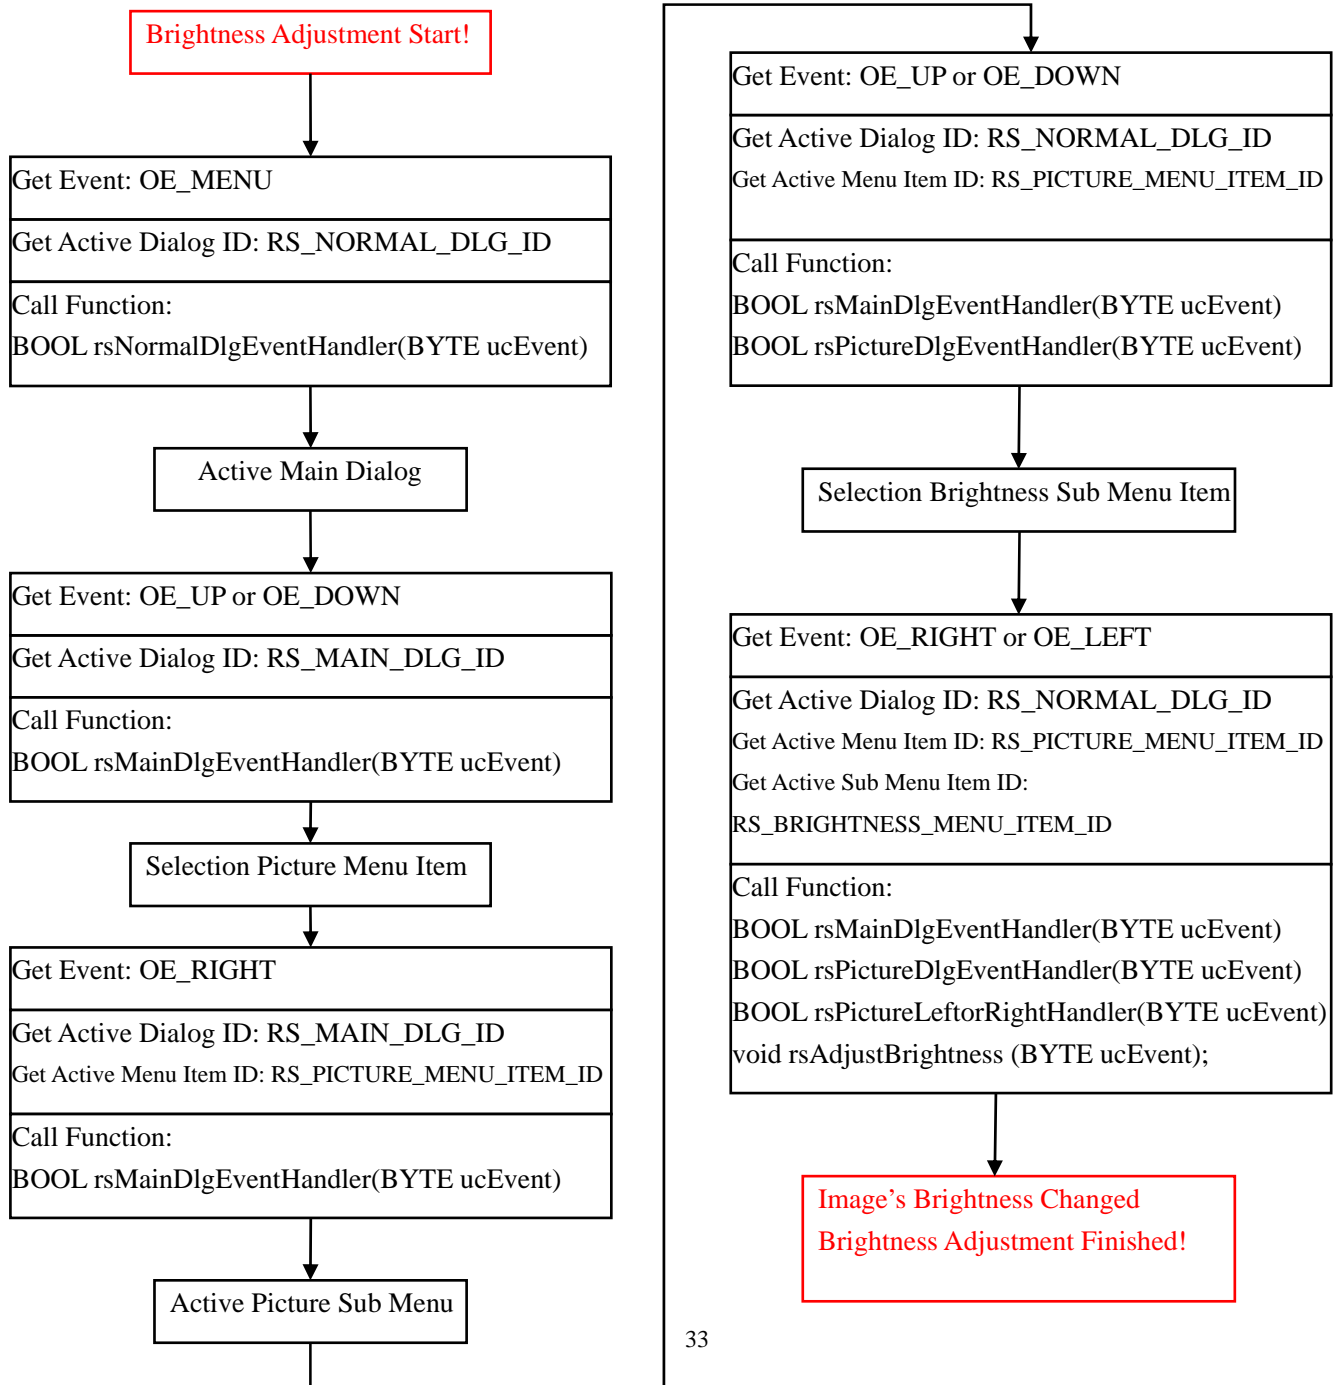 Brightness Adjustment Start!
Get Event: OE_MENU
Get Active Dialog ID: RS_NORMAL_DLG_ID
Call Function:
BOOL rsNormalDlgEventHandler(BYTE ucEvent)
Active Main Dialog
Get Event: OE_UP or OE_DOWN
Get Active Dialog ID: RS_MAIN_DLG_ID
Call Function:
BOOL rsMainDlgEventHandler(BYTE ucEvent)
Selection Picture Menu Item
Get Event: OE_RIGHT
Get Active Dialog ID: RS_MAIN_DLG_ID
Get Active Menu Item ID: RS_PICTURE_MENU_ITEM_ID
Call Function:
BOOL rsMainDlgEventHandler(BYTE ucEvent)
Active Picture Sub Menu
Get Event: OE_UP or OE_DOWN
Get Active Dialog ID: RS_NORMAL_DLG_ID
Get Active Menu Item ID: RS_PICTURE_MENU_ITEM_ID
Call Function:
BOOL rsMainDlgEventHandler(BYTE ucEvent)
BOOL rsPictureDlgEventHandler(BYTE ucEvent)
Selection Brightness Sub Menu Item
Get Event: OE_RIGHT or OE_LEFT
Get Active Dialog ID: RS_NORMAL_DLG_ID
Get Active Menu Item ID: RS_PICTURE_MENU_ITEM_ID
Get Active Sub Menu Item ID:
RS_BRIGHTNESS_MENU_ITEM_ID
Call Function:
BOOL rsMainDlgEventHandler(BYTE ucEvent)
BOOL rsPictureDlgEventHandler(BYTE ucEvent)
BOOL rsPictureLeftorRightHandler(BYTE ucEvent)
void rsAdjustBrightness (BYTE ucEvent);
Image’s Brightness Changed
Brightness Adjustment Finished!
33